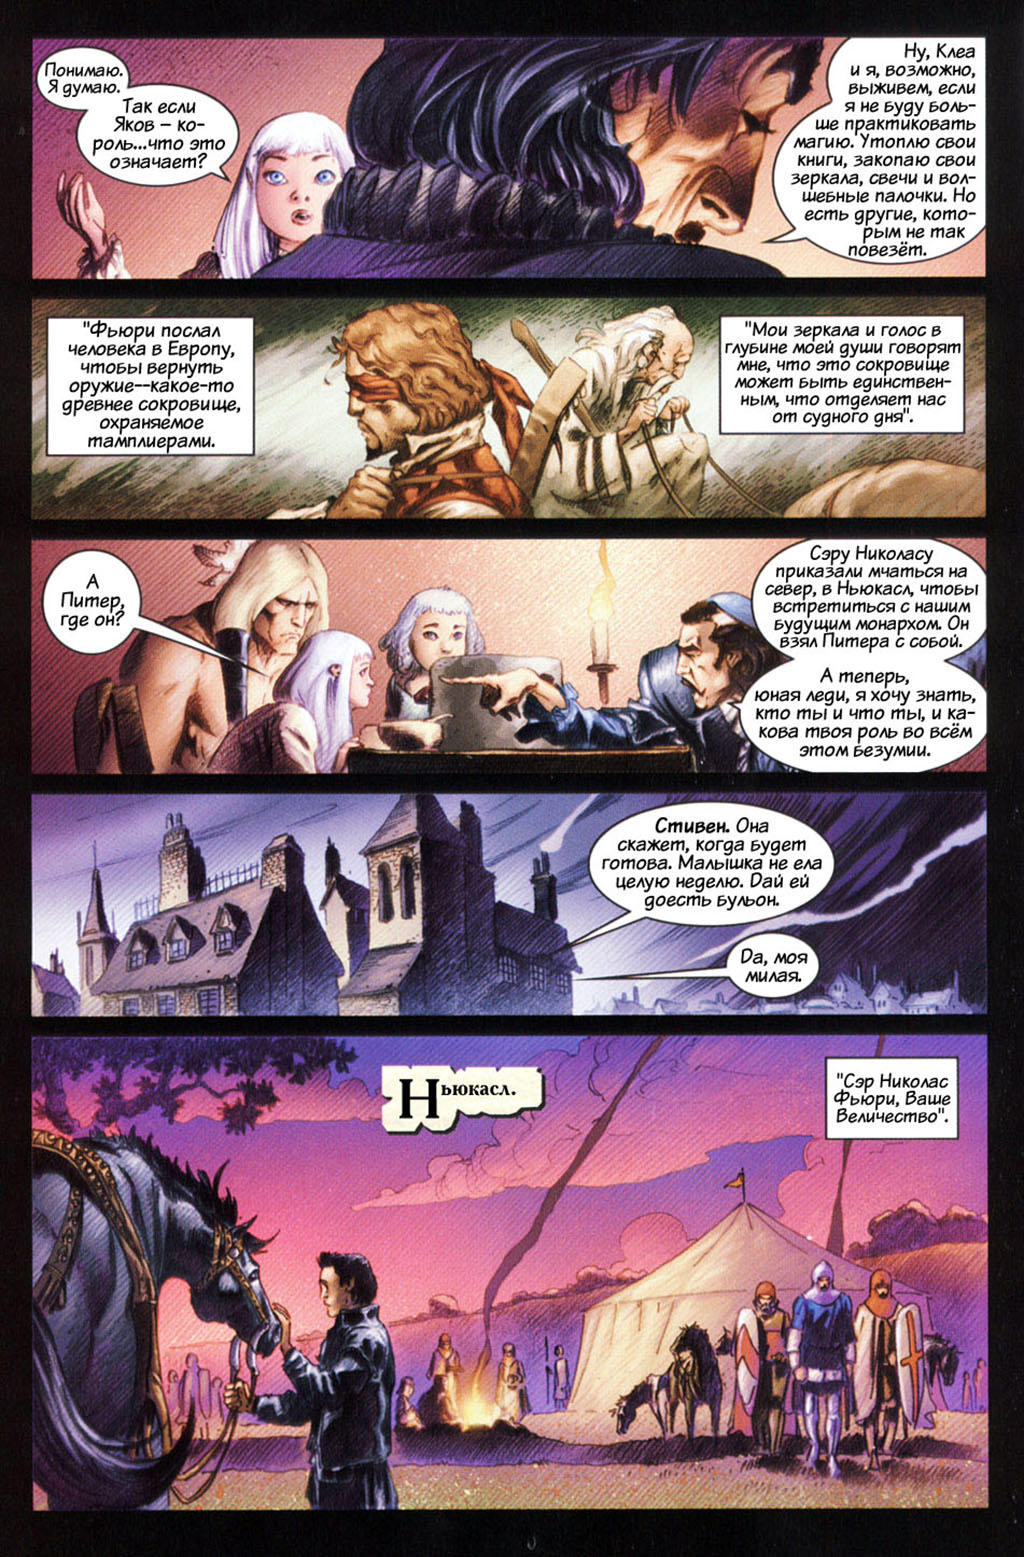 Понимаю.
Я думаю.
Так если
Яков – ко-
роль...что это
означает?
Ну, Клеа
и я, возможно,
выживем, если
я не буду боль-
ше практиковать
магию. Утоплю свои
книги, закопаю свои
зеркала, свечи и вол-
шебные палочки. Но
есть другие, кото-
рым не так
повезёт.
"Фьюри послал
человека в Европу,
чтобы вернуть
оружие--какое-то
древнее сокровище,
охраняемое
тамплиерами.
"Мои зеркала и голос в
глубине моей души говорят
мне, что это сокровище
может быть единствен-
ным, что отделяет нас
от судного дня".
А
Питер,
где он?
Сэру Николасу
приказали мчаться на
север, в Ньюкасл, чтобы
встретиться с нашим
будущим монархом. Он
взял Питера с собой.
А теперь,
юная леди, я хочу знать,
кто ты и что ты, и ка-
кова твоя роль во всём
этом безумии.
Стивен. Она
скажет, когда будет
готова. Малышка не ела
целую неделю. Дай ей
доесть бульон.
Да, моя
милая.
Ньюкасл.
"Сэр Николас
Фьюри, Ваше
Величество".